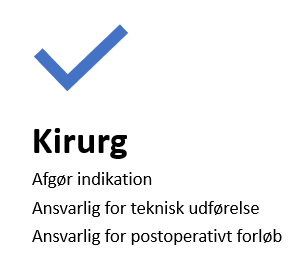 Kirurg
Afgør indikation
Ansvarlig for teknisk udførelse
Ansvarlig for postoperativt forløb